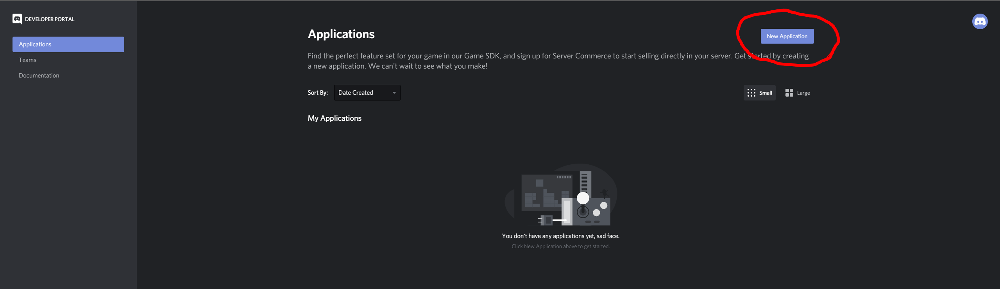 DEVELOPER PORTAL
Applications
Teams
Documentation
Applications
New Application
Find the perfect feature set for your game in our Game SDK, and sign up for Server Commerce to start selling directly in your server. Get started by creating
a new application. We can't wait to see what you make!
Sort By: Date Created
Small Large
My Applications
You don't have any applications yet, sad face.
Click New Application above to get started.